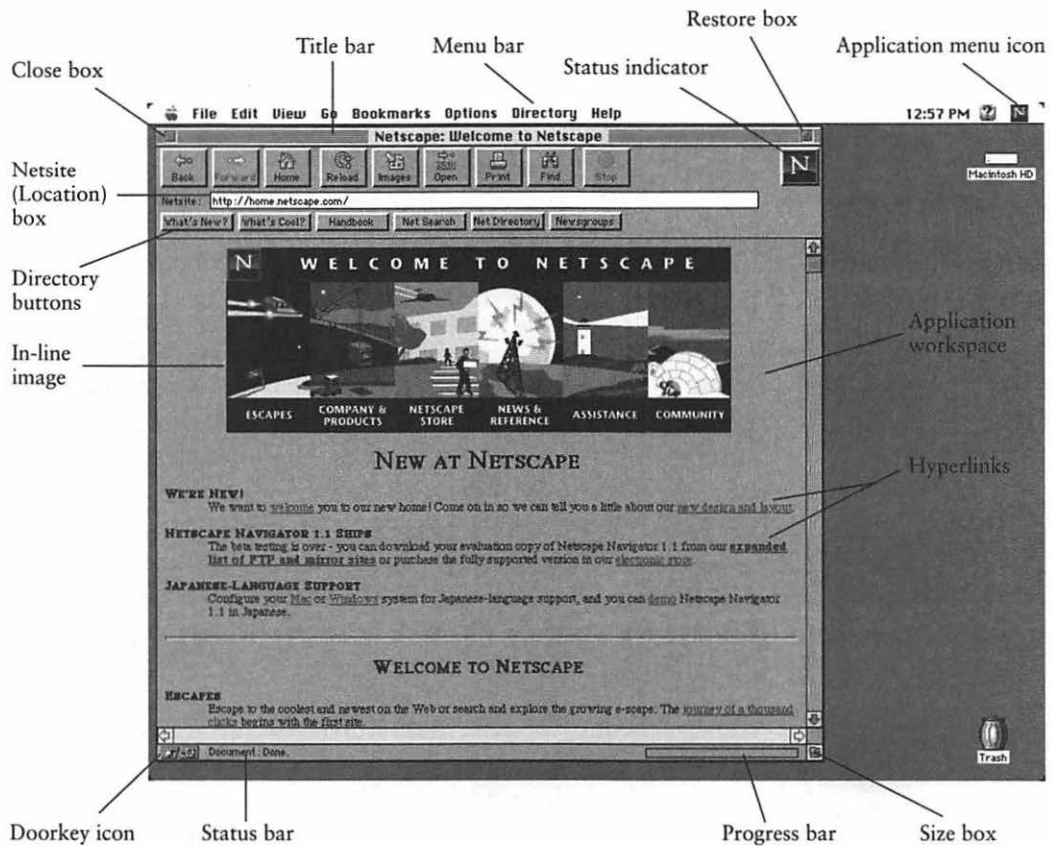 Restore box
Title bar
Menu bar
Application menu icon
Status indicator
Close box
File Edit View Go Bookmarks Options Directory Help
12:57 PM
Netscape: Welcome to Netscape
N
Back Forward Home Reload Images Open Print Find Stop
Macintosh HD
Netsite
(Location)
box
Netsite: http://home.netscape.com/
What's New? What's Cool? Handbook Net Search Net Directory Newsgroups
N WELCOME TO NETSCAPE
Directory
buttons
Application
workspace
In-line
image
ESCAPES
COMPANY &
PRODUCTS
NETSCAPE
STORE
NEWS &
REFERENCE
ASSISTANCE
COMMUNITY
NEW AT NETSCAPE
Hyperlinks
WE'RE NEW!
We want to welcome you to our new home! Come on in so we can tell you a little about our new design and layout.
NETSCAPE NAVIGATOR 1.1 SHIPS
The beta testing is over - you can download your evaluation copy of Netscape Navigator 1.1 from our expanded
list of FTP and mirror sites or purchase the fully supported version in our electronic store.
JAPANESE-LANGUAGE SUPPORT
Configure your Mac or Windows system for Japanese-language support, and you can demo Netscape Navigator
1.1 in Japanese.
WELCOME TO NETSCAPE
ESCAPES
Escape to the coolest and newest on the Web or search and explore the growing e-scape. The journey of a thousand
clicks begins with the first site.
Document: Done.
Trash
Doorkey icon
Status bar
Progress bar
Size box